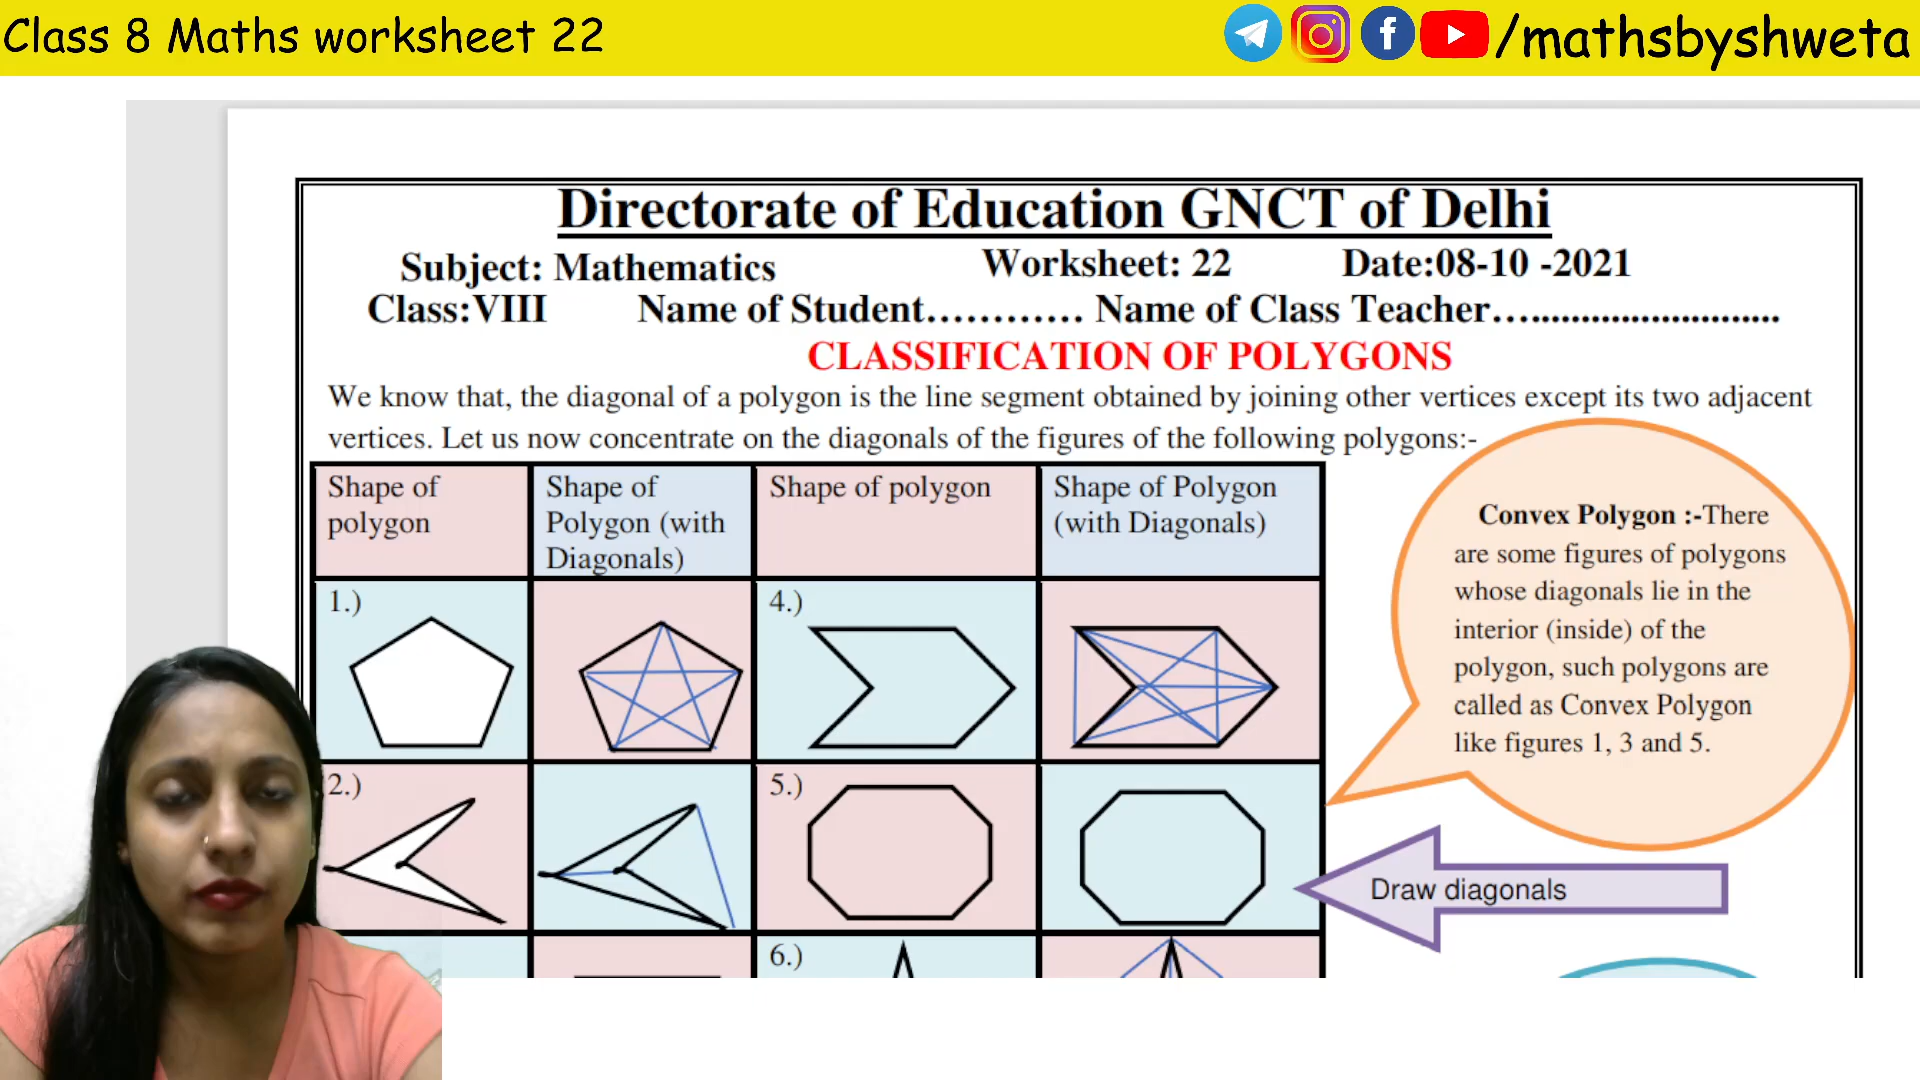 Class 8 Maths worksheet 22
/mathsbyshweta
Directorate of Education GNCT of Delhi
Subject: Mathematics Worksheet: 22 Date:08-10 -2021
Class:VIII Name of Student………… Name of Class Teacher…..........................
CLASSIFICATION OF POLYGONS
We know that, the diagonal of a polygon is the line segment obtained by joining other vertices except its two adjacent
vertices. Let us now concentrate on the diagonals of the figures of the following polygons:-
Shape of
polygon
Shape of
Polygon (with
Diagonals)
Shape of polygon
Shape of Polygon
(with Diagonals)
1.)
4.)
2.)
5.)
6.)
Convex Polygon :-There
are some figures of polygons
whose diagonals lie in the
interior (inside) of the
polygon, such polygons are
called as Convex Polygon
like figures 1, 3 and 5.
Draw diagonals